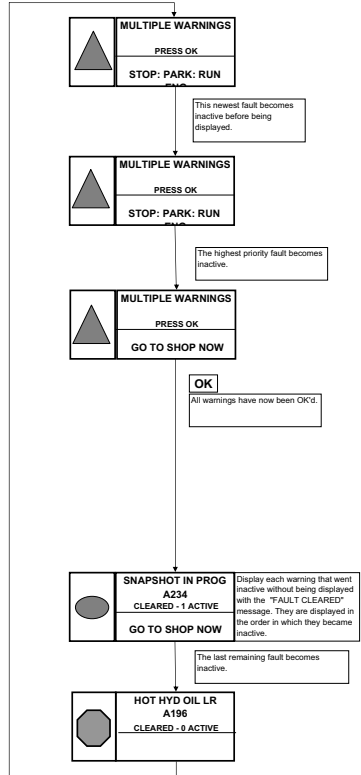 MULTIPLE WARNINGS
PRESS OK
STOP: PARK: RUN
This newest fault becomes
inactive before being
displayed.
MULTIPLE WARNINGS
PRESS OK
STOP: PARK: RUN
The highest priority fault becomes
inactive.
MULTIPLE WARNINGS
PRESS OK
GO TO SHOP NOW
OK
All warnings have now been OK'd.
SNAPSHOT IN PROG
A234
CLEARED - 1 ACTIVE
GO TO SHOP NOW
Display each warning that went
inactive without being displayed
with the "FAULT CLEARED"
message. They are displayed in
the order in which they became
inactive.
The last remaining fault becomes
inactive.
HOT HYD OIL LR
A196
CLEARED - 0 ACTIVE